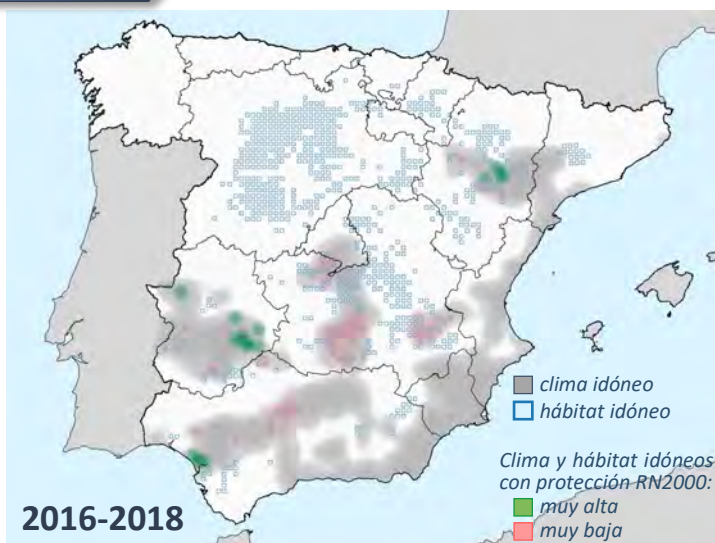 clima idóneo
hábitat idóneo
Clima y hábitat idóneos
con protección RN2000:
muy alta
muy baja
2016-2018